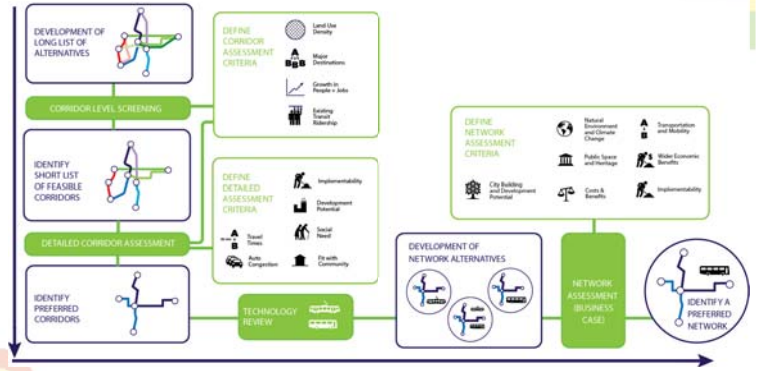 DEVELOPMENT OF
LONG LIST OF
ALTERNATIVES
CORRIDOR LEVEL SCREENING
IDENTIFY
SHORT LIST
OF FEASIBLE
CORRIDORS
DETAILED CORRIDOR ASSESSMENT
IDENTIFY
PREFERRED
CORRIDORS
DEFINE
CORRIDOR
ASSESSMENT
CRITERIA
Land Use
Density
A
BBB
Major
Destinations
Growth in
People + Jobs
Existing
Transit
Ridership
DEFINE
DETAILED
ASSESSMENT
CRITERIA
A
B
Travel
Times
Auto
Congestion
Implementability
Development
Potential
Social
Need
Fit with
Community
TECHNOLOGY
REVIEW
DEVELOPMENT OF
NETWORK ALTERNATIVES
DEFINE
NETWORK
ASSESSMENT
CRITERIA
City Building
and Development
Potential
Natural
Environment
and Climate
Change
Public Space
and Heritage
Costs &
Benefits
A
B
Transportation
and Mobility
$
Wider Economic
Benefits
Implementability
NETWORK
ASSESSMENT
(BUSINESS
CASE)
IDENTIFY A
PREFERRED
NETWORK